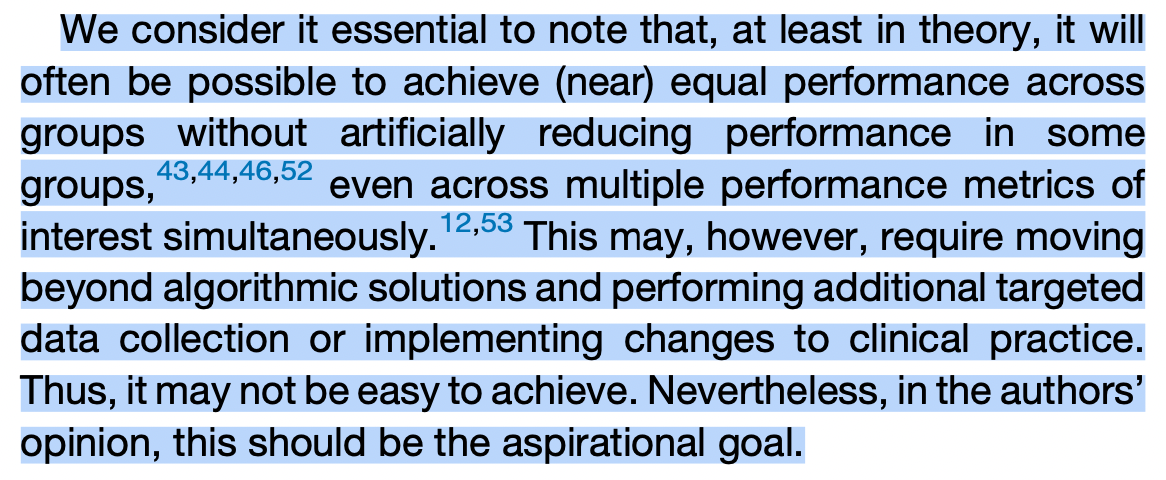 We consider it essential to note that, at least in theory, it will
often be possible to achieve (near) equal performance across
groups without artificially reducing performance in some
groups,43,44,46,52 even across multiple performance metrics of
interest simultaneously.12,53 This may, however, require moving
beyond algorithmic solutions and performing additional targeted
data collection or implementing changes to clinical practice.
Thus, it may not be easy to achieve. Nevertheless, in the authors’
opinion, this should be the aspirational goal.